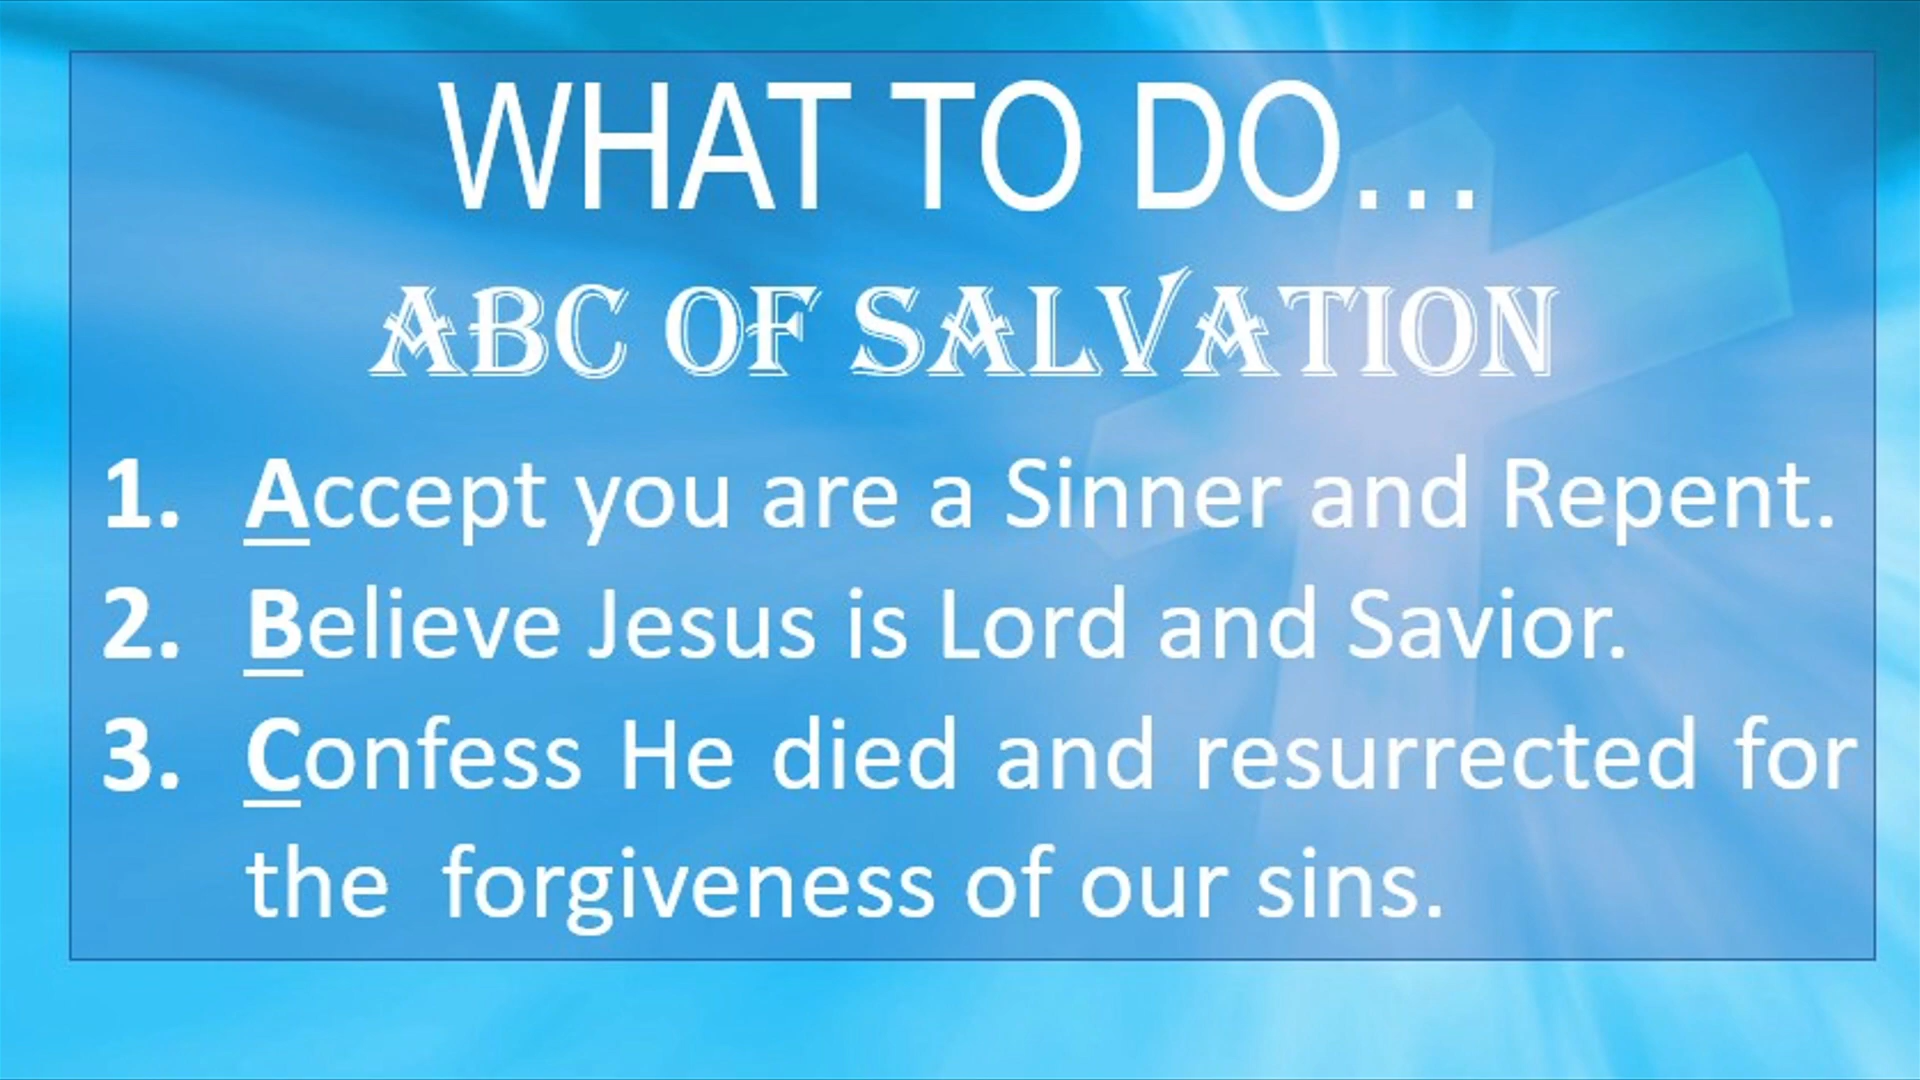 WHAT TO DO...
ABC OF SALVATION
1. Accept you are a Sinner and Repent.
2. Believe Jesus is Lord and Savior.
3. Confess He died and resurrected for
the forgiveness of our sins.